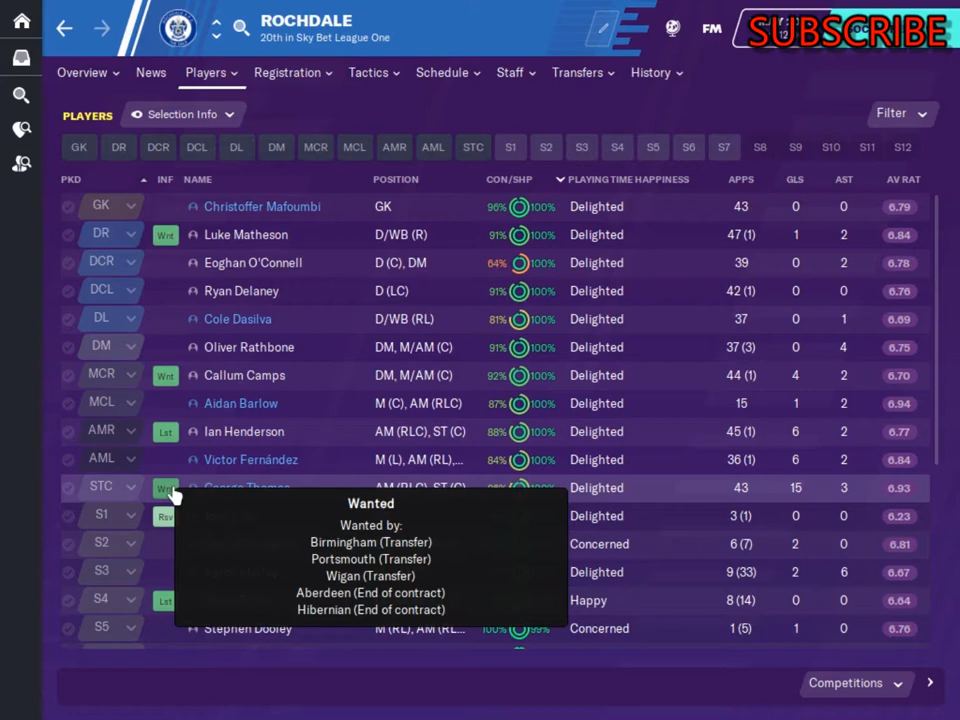 ROCHDALE
20th in Sky Bet League One
FM
SUBSCRIBE
Overview News Players Registration Tactics Schedule Staff Transfers History
PLAYERS Selection Info Filter
GK DR DCR DCL DL DM MCR MCL AMR AML STC S1 S2 S3 S4 S5 S6 S7 S8 S9 S10 S11 S12
PKD INF NAME POSITION CON/SHP PLAYING TIME HAPPINESS APPS GLS AST AV RAT
GK Christoffer Mafoumbi GK 96% 100% Delighted 43 0 0 6.79
DR Wnt Luke Matheson D/WB (R) 91% 100% Delighted 47 (1) 1 2 6.84
DCR Eoghan O'Connell D (C), DM 64% 100% Delighted 39 0 2 6.78
DCL Ryan Delaney D (LC) 91% 100% Delighted 42 (1) 0 0 6.76
DL Cole Dasilva D/WB (RL) 81% 100% Delighted 37 0 1 6.69
DM Oliver Rathbone DM, M/AM (C) 91% 100% Delighted 37 (3) 0 4 6.75
MCR Wnt Callum Camps DM, M/AM (C) 92% 100% Delighted 44 (1) 4 2 6.70
MCL Aidan Barlow M (C), AM (RLC) 87% 100% Delighted 15 1 2 6.94
AMR Lst Ian Henderson AM (RLC), ST (C) 88% 100% Delighted 45 (1) 6 2 6.77
AML Victor Fernández M (L), AM (RL),... 84% 100% Delighted 36 (1) 6 2 6.84
STC George Thomas AM (RLC), ST (C) 100% Delighted 43 15 3 6.93
S1 Rsv Delighted 3 (1) 0 0 6.23
S2 Concerned 6 (7) 2 0 6.81
S3 Delighted 9 (33) 2 6 6.67
S4 Lst Happy 8 (14) 0 0 6.64
S5 Stephen Dooley M (RL), AM (RL... 100% 99% Concerned 1 (5) 1 0 6.76
Wanted
Wanted by:
Birmingham (Transfer)
Portsmouth (Transfer)
Wigan (Transfer)
Aberdeen (End of contract)
Hibernian (End of contract)
Competitions